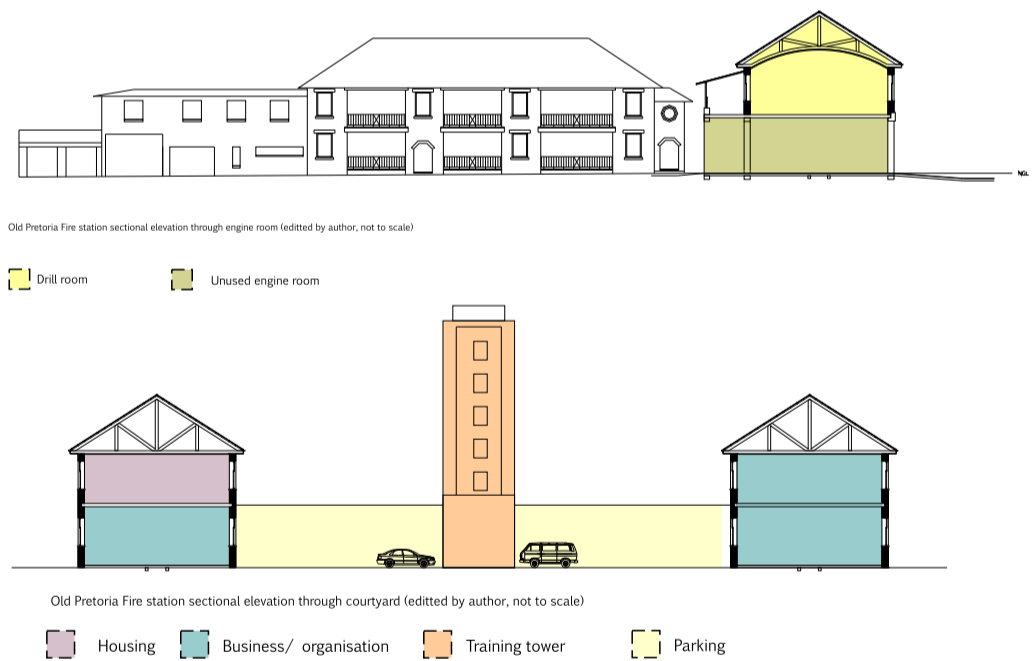 NGL
Old Pretoria Fire station sectional elevation through engine room (editted by author, not to scale)
Drill room
Unused engine room
Old Pretoria Fire station sectional elevation through courtyard (editted by author, not to scale)
Housing
Business/ organisation
Training tower
Parking